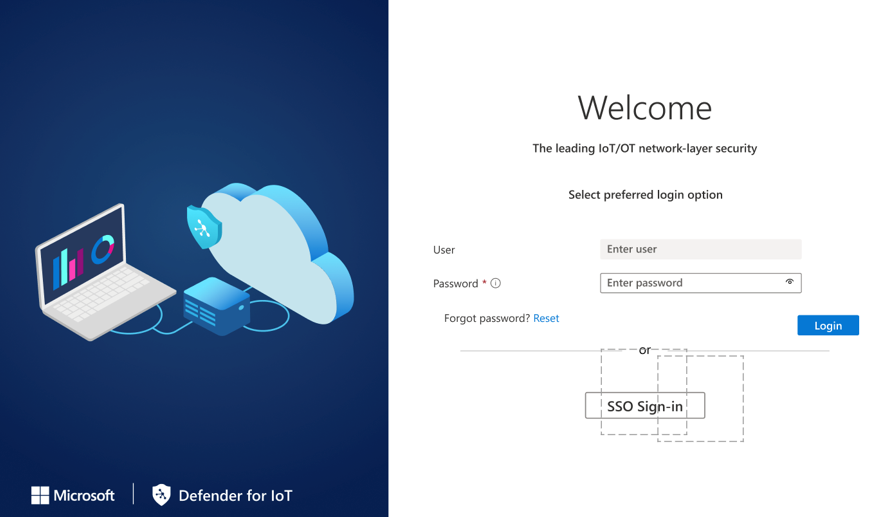 Welcome
The leading IoT/OT network-layer security
Select preferred login option
User
Enter user
Password *
Enter password
Forgot password? Reset
Login
or
SSO Sign-in
Microsoft
Defender for IoT